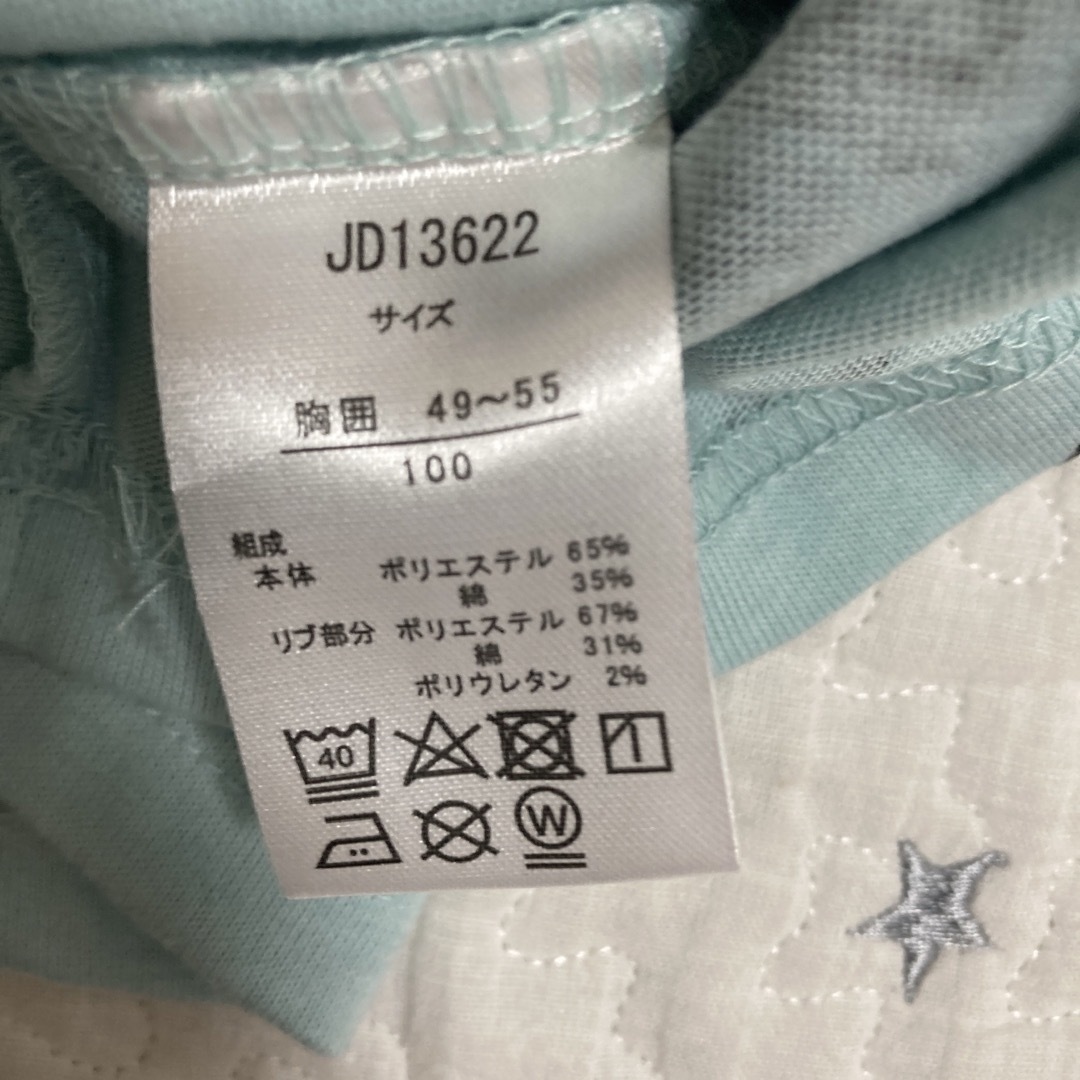 JD13622
サイズ
胸囲 49～55
100
組成
本体 ポリエステル 65%
綿 35%
リブ部分 ポリエステル 67%
綿 31%
ポリウレタン 2%
40
W